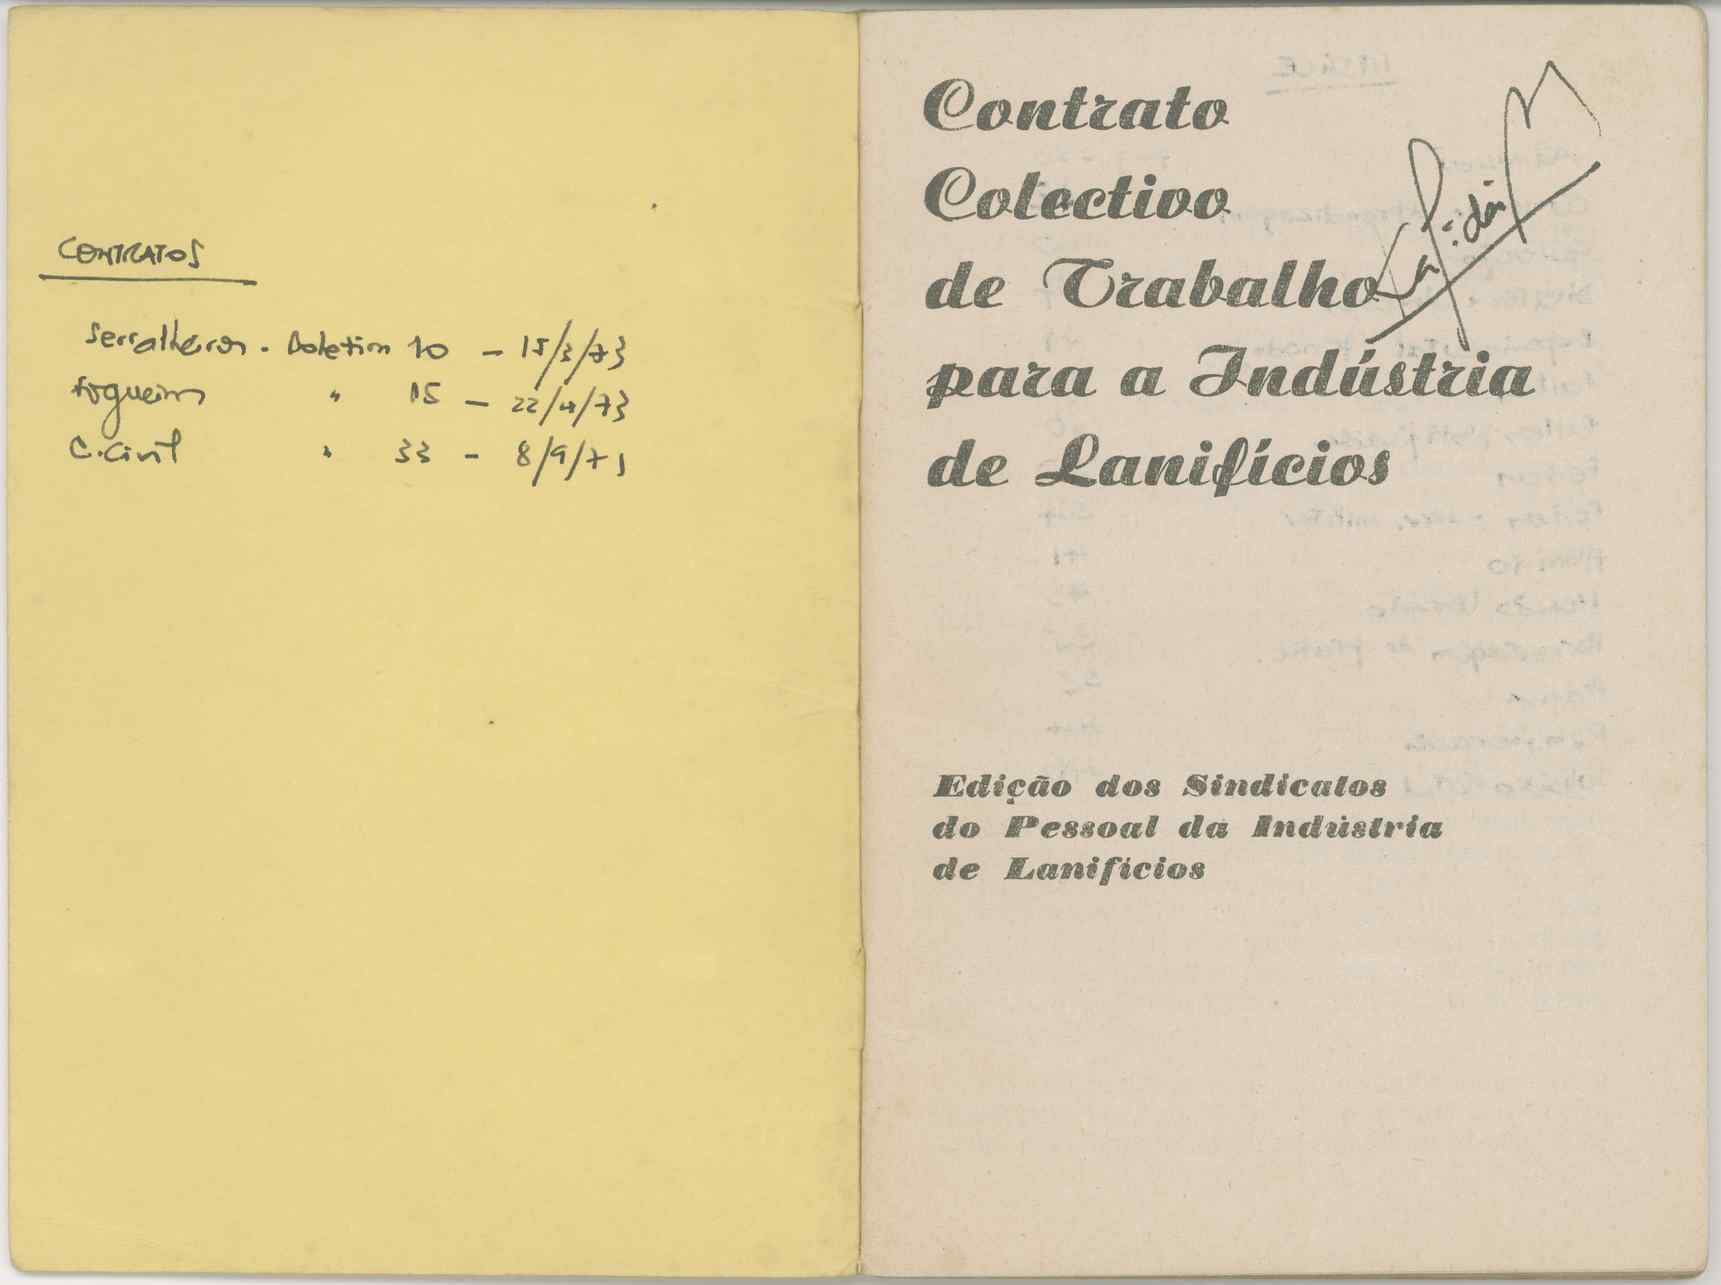 CONTRATOS
Serralheiros - Boletim 10 - 15/3/73
Fogueiros " 15 - 22/4/73
C. Civil " 33 - 8/9/71
Contrato
Colectivo
de Trabalho
para a Indústria
de Lanifícios
Edição dos Sindicatos
do Pessoal da Indústria
de Lanifícios